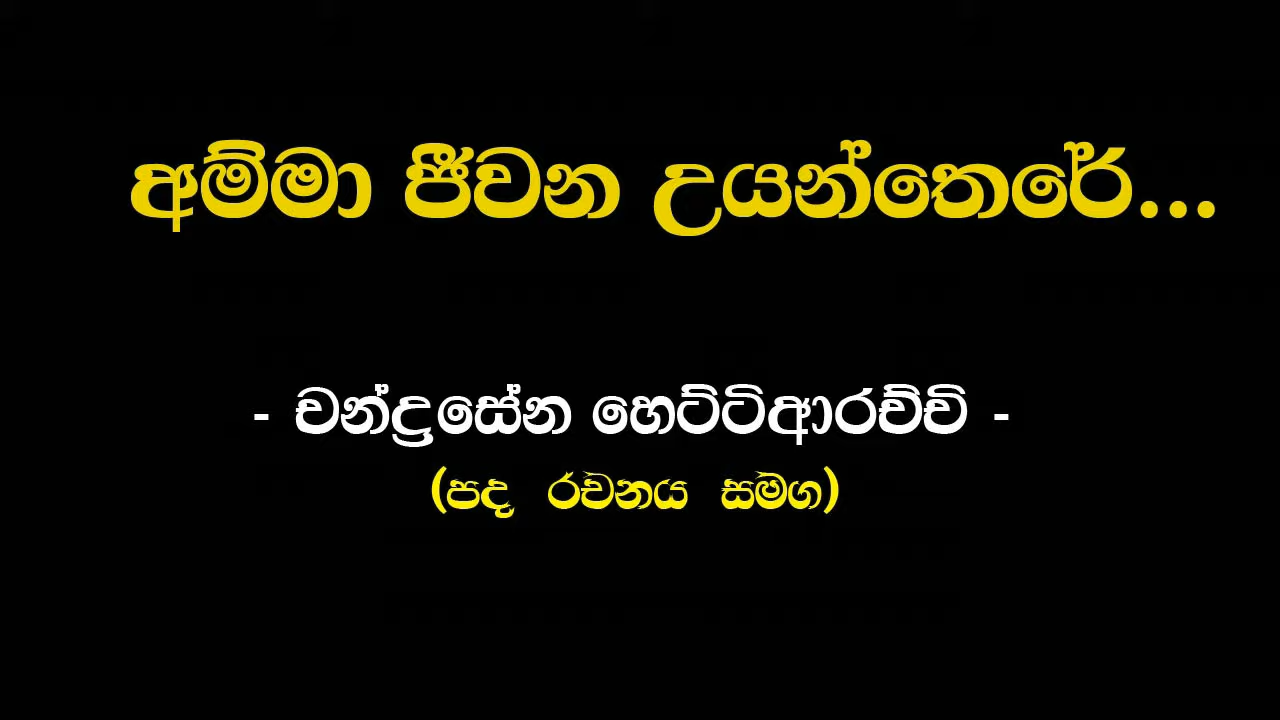 අම්මා ජීවන උයන්තෙරේ...
- චන්ද්‍රසේන හෙට්ටිආරච්චි -
(පද රචනය සමග)